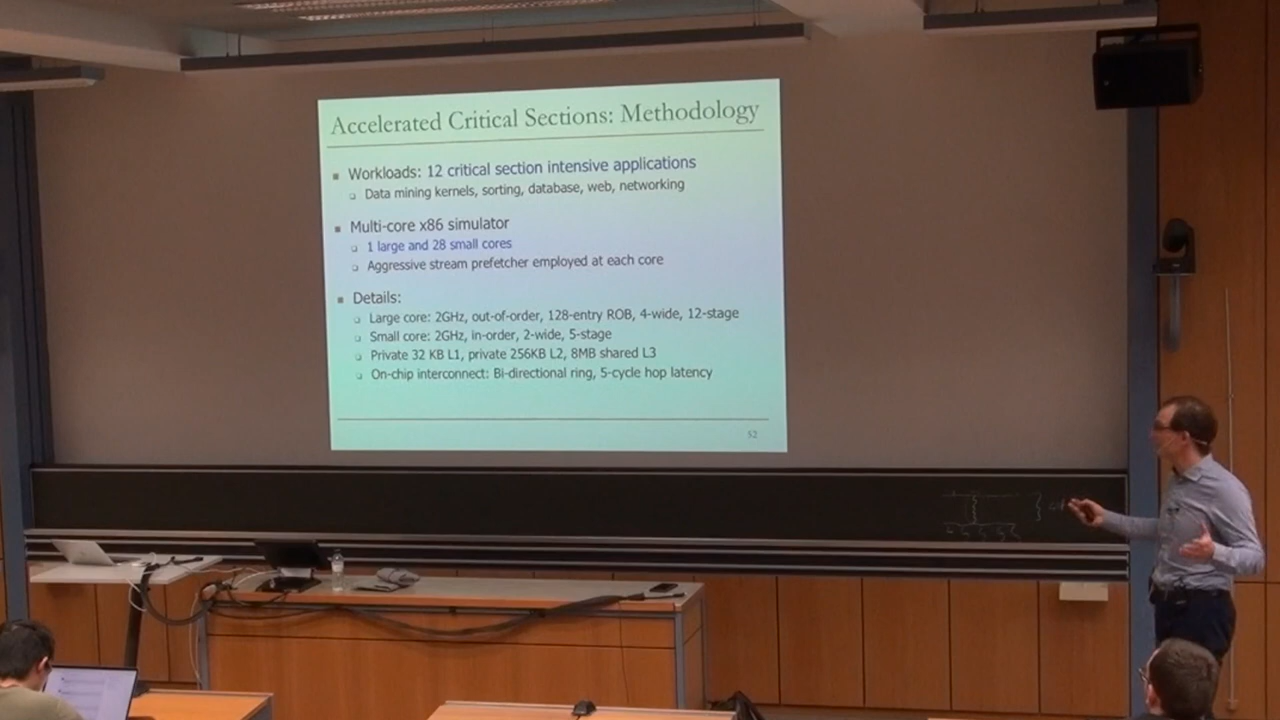 Accelerated Critical Sections: Methodology
Workloads: 12 critical section intensive applications
Data mining kernels, sorting, database, web, networking
Multi-core x86 simulator
1 large and 28 small cores
Aggressive stream prefetcher employed at each core
Details:
Large core: 2GHz, out-of-order, 128-entry ROB, 4-wide, 12-stage
Small core: 2GHz, in-order, 2-wide, 5-stage
Private 32 KB L1, private 256KB L2, 8MB shared L3
On-chip interconnect: Bi-directional ring, 5-cycle hop latency
52